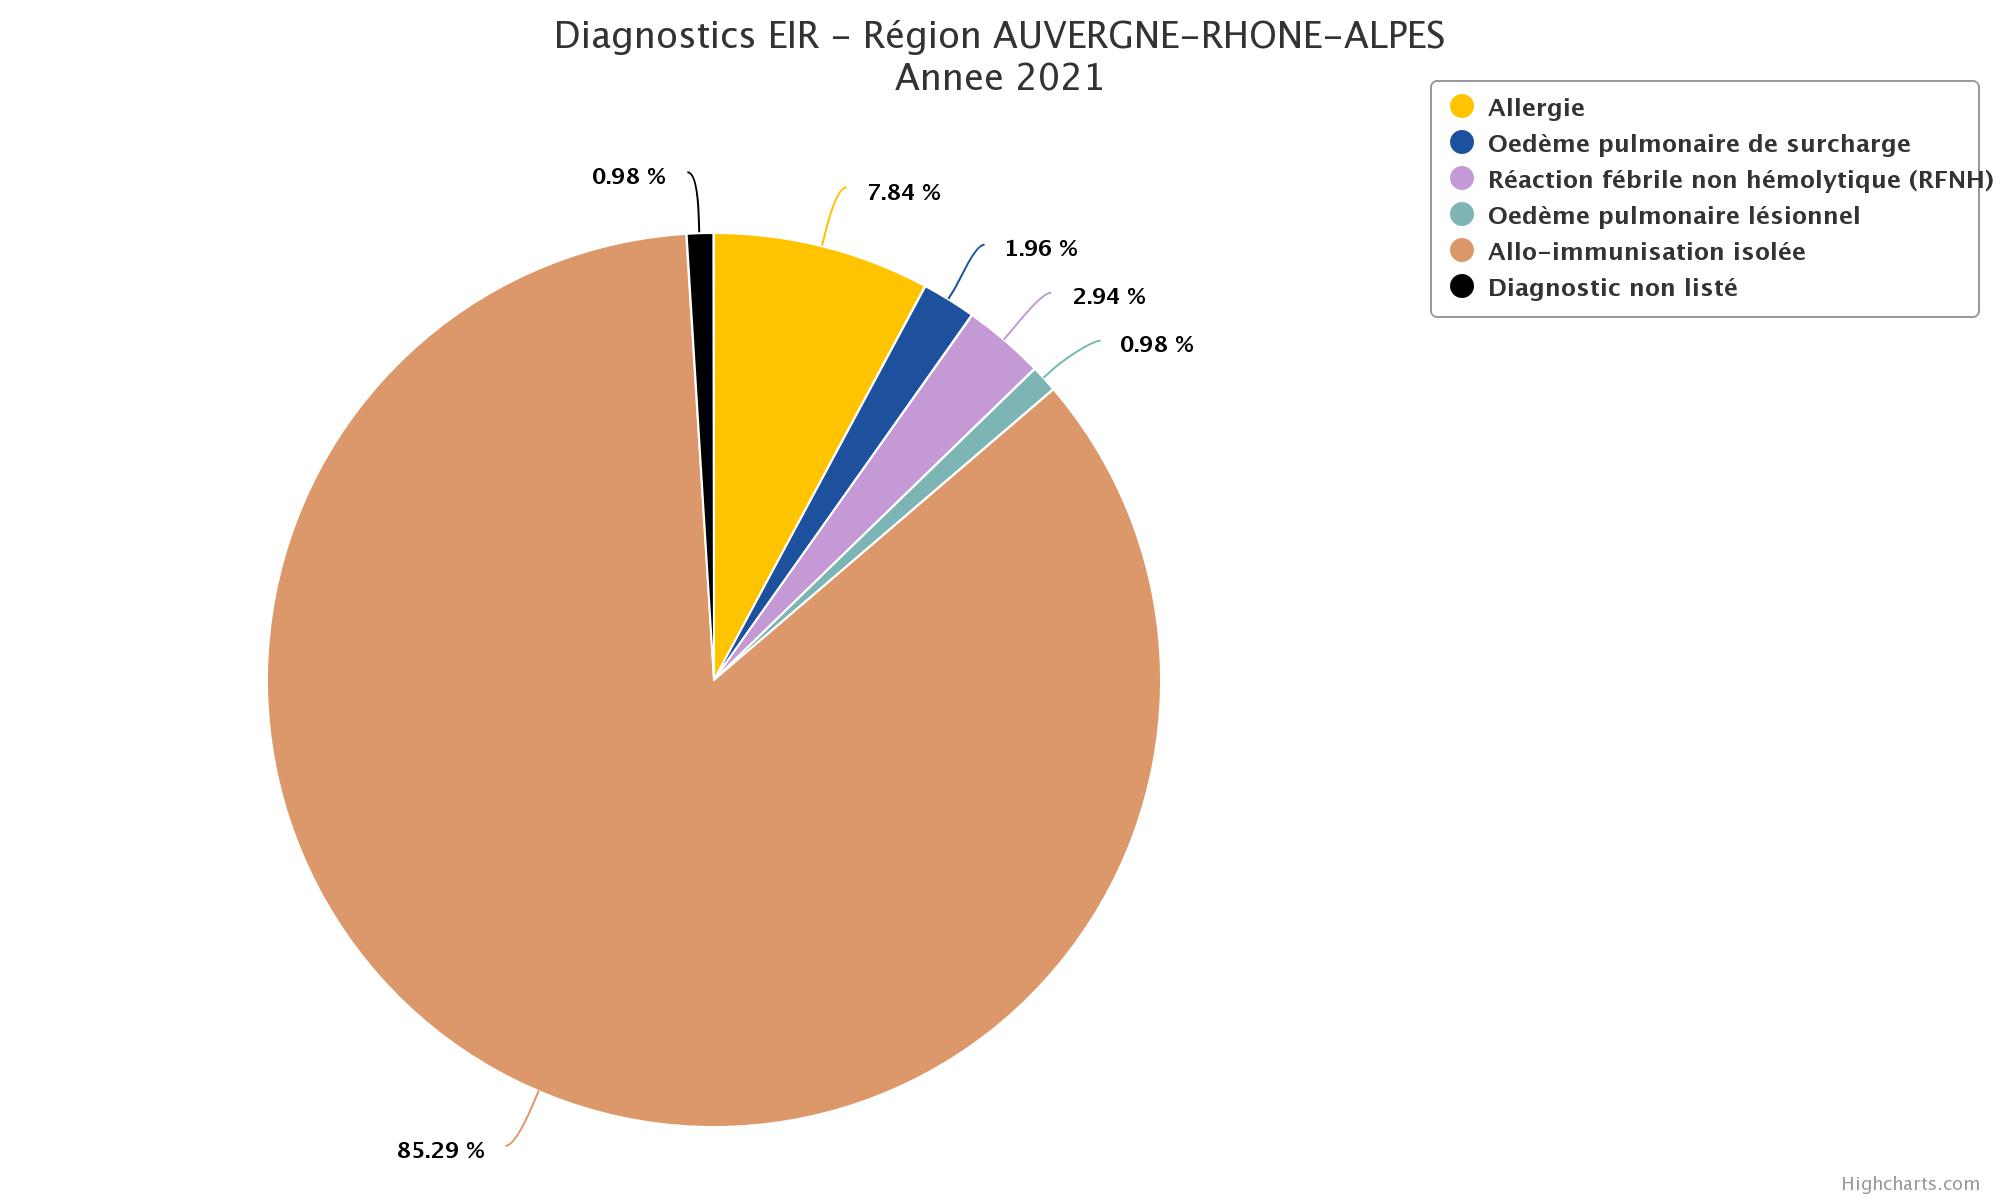 Diagnostics EIR - Région AUVERGNE-RHONE-ALPES
Annee 2021
Allergie
Oedème pulmonaire de surcharge
Réaction fébrile non hémolytique (RFNH)
Oedème pulmonaire lésionnel
Allo-immunisation isolée
Diagnostic non listé
0.98 %
7.84 %
1.96 %
2.94 %
0.98 %
85.29 %
Highcharts.com